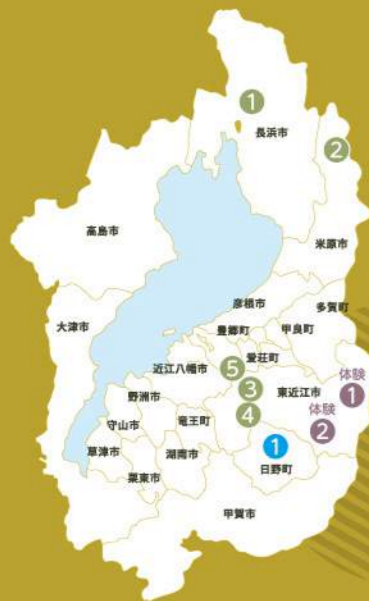 1
長浜市
2
高島市
米原市
彦根市
多賀町
大津市
豊郷町
甲良町
愛荘町
近江八幡市
5
体験
1
野洲市
3
東近江市
体験
守山市
竜王町
4
2
草津市
湖南市
1
栗東市
日野町
甲賀市